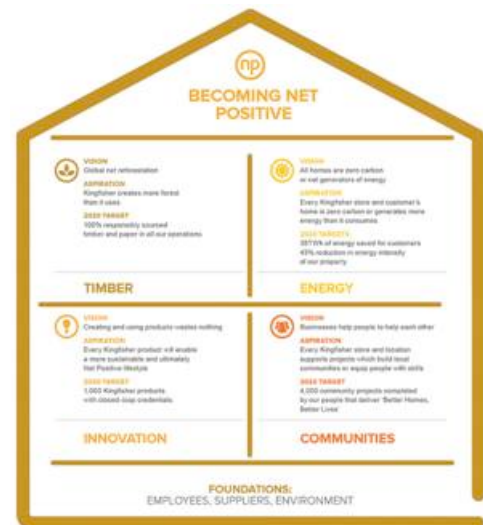 np
BECOMING NET
POSITIVE
VISION
Global net reforestation
ASPIRATION
Kingfisher creates more forest
than it uses
2020 TARGET
100% responsibly sourced
timber and paper in all our operations
TIMBER
VISION
All homes are zero carbon
or net generators of energy
ASPIRATION
Every Kingfisher store and customer's
home is zero carbon or generates more
energy than it consumes
2020 TARGETS
38TWh of energy saved for customers
45% reduction in energy intensity
of our property
ENERGY
VISION
Creating and using products wastes nothing
ASPIRATION
Every Kingfisher product will enable
a more sustainable and ultimately
Net Positive lifestyle
2020 TARGET
1,000 Kingfisher products
with closed-loop credentials
INNOVATION
VISION
Businesses help people to help each other
ASPIRATION
Every Kingfisher store and location
supports projects which build local
communities or equip people with skills
2020 TARGET
4,000 community projects completed
by our people that deliver 'Better Homes,
Better Lives'
COMMUNITIES
FOUNDATIONS:
EMPLOYEES, SUPPLIERS, ENVIRONMENT